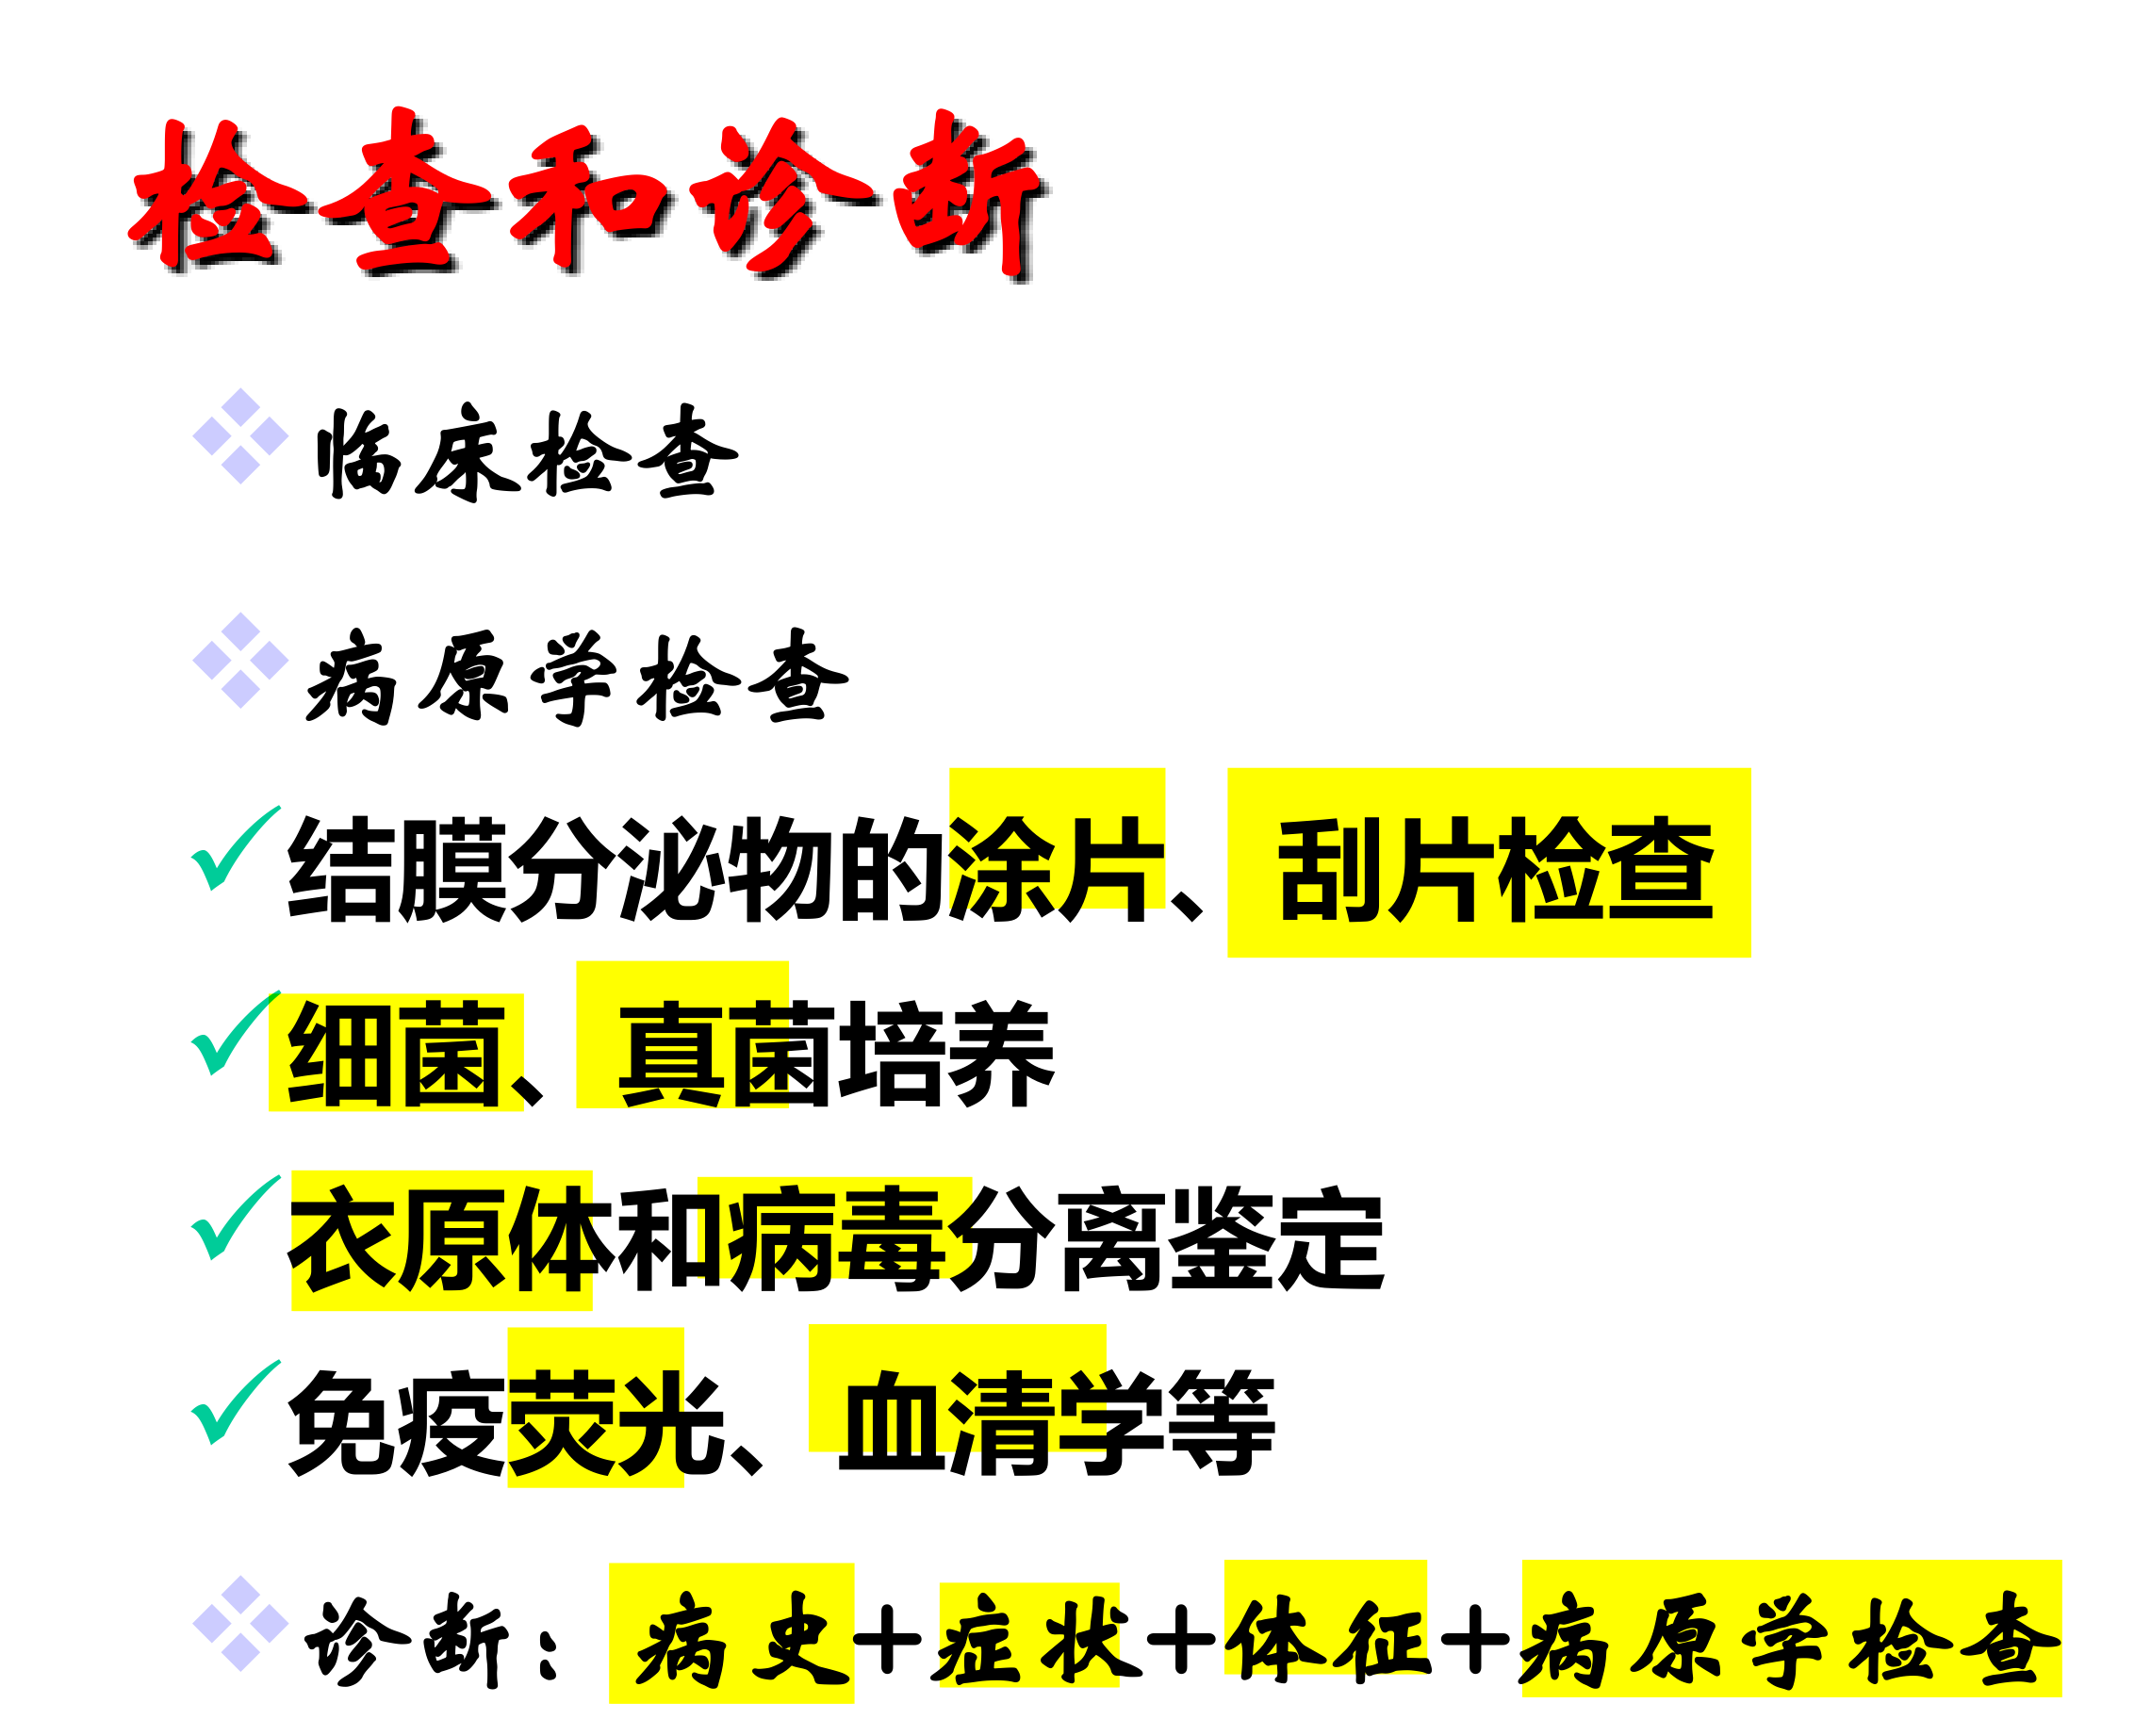 检查和诊断
临床检查
病原学检查
结膜分泌物的涂片、刮片检查
细菌、真菌培养
衣原体和病毒分离鉴定
免疫荧光、血清学等
诊断：病史+症状+体征+病原学检查